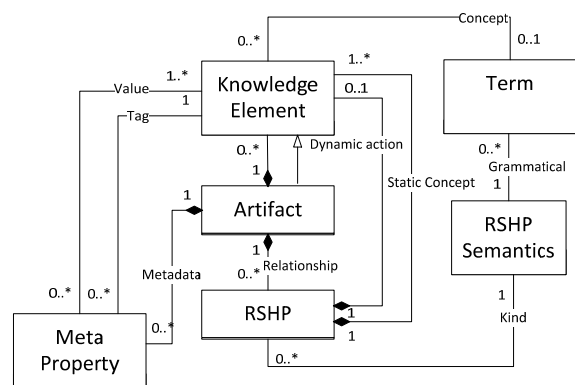 Concept
0..*
1..*
0..1
Value
1..*
Knowledge
Element
0..1
Term
1
Tag
0..*
Dynamic action
0..*
Grammatical
1
Static Concept
1
1
Artifact
RSHP
Semantics
1
Metadata
Relationship
0..*
1
0..*
0..*
RSHP
1
Kind
Meta
Property
0..*
1
0..*